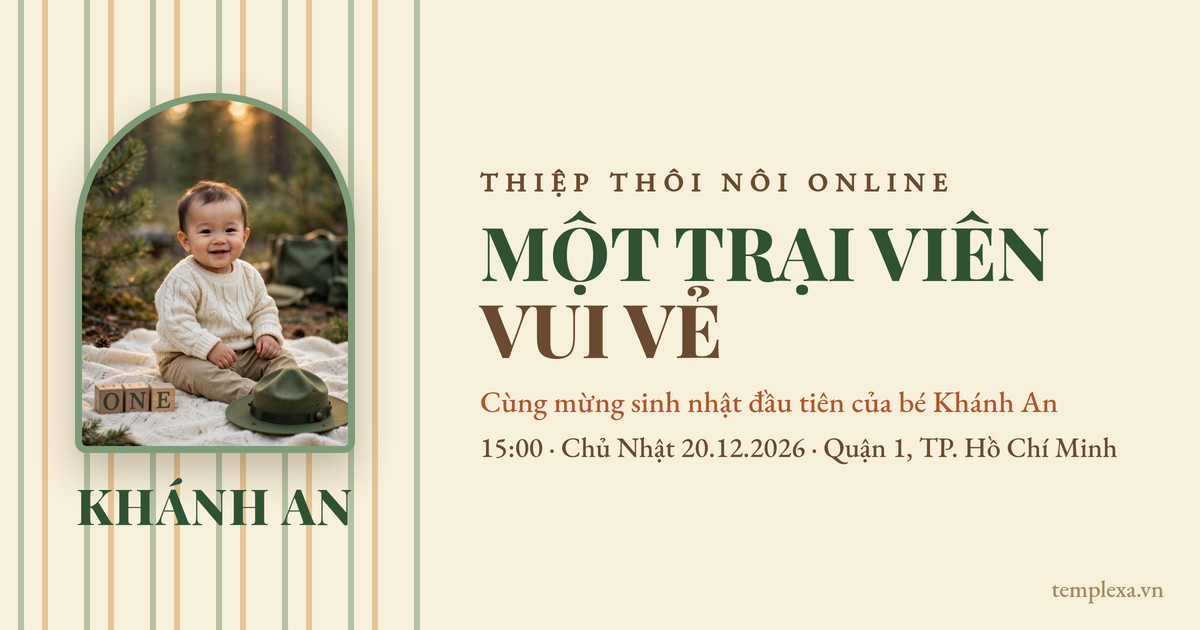 THIỆP THÔI NÔI ONLINE
MỘT TRẠI VIÊN
VUI VẺ
Cùng mừng sinh nhật đầu tiên của bé Khánh An
15:00 · Chủ Nhật 20.12.2026 · Quận 1, TP. Hồ Chí Minh
ONE
KHÁNH AN
templexa.vn